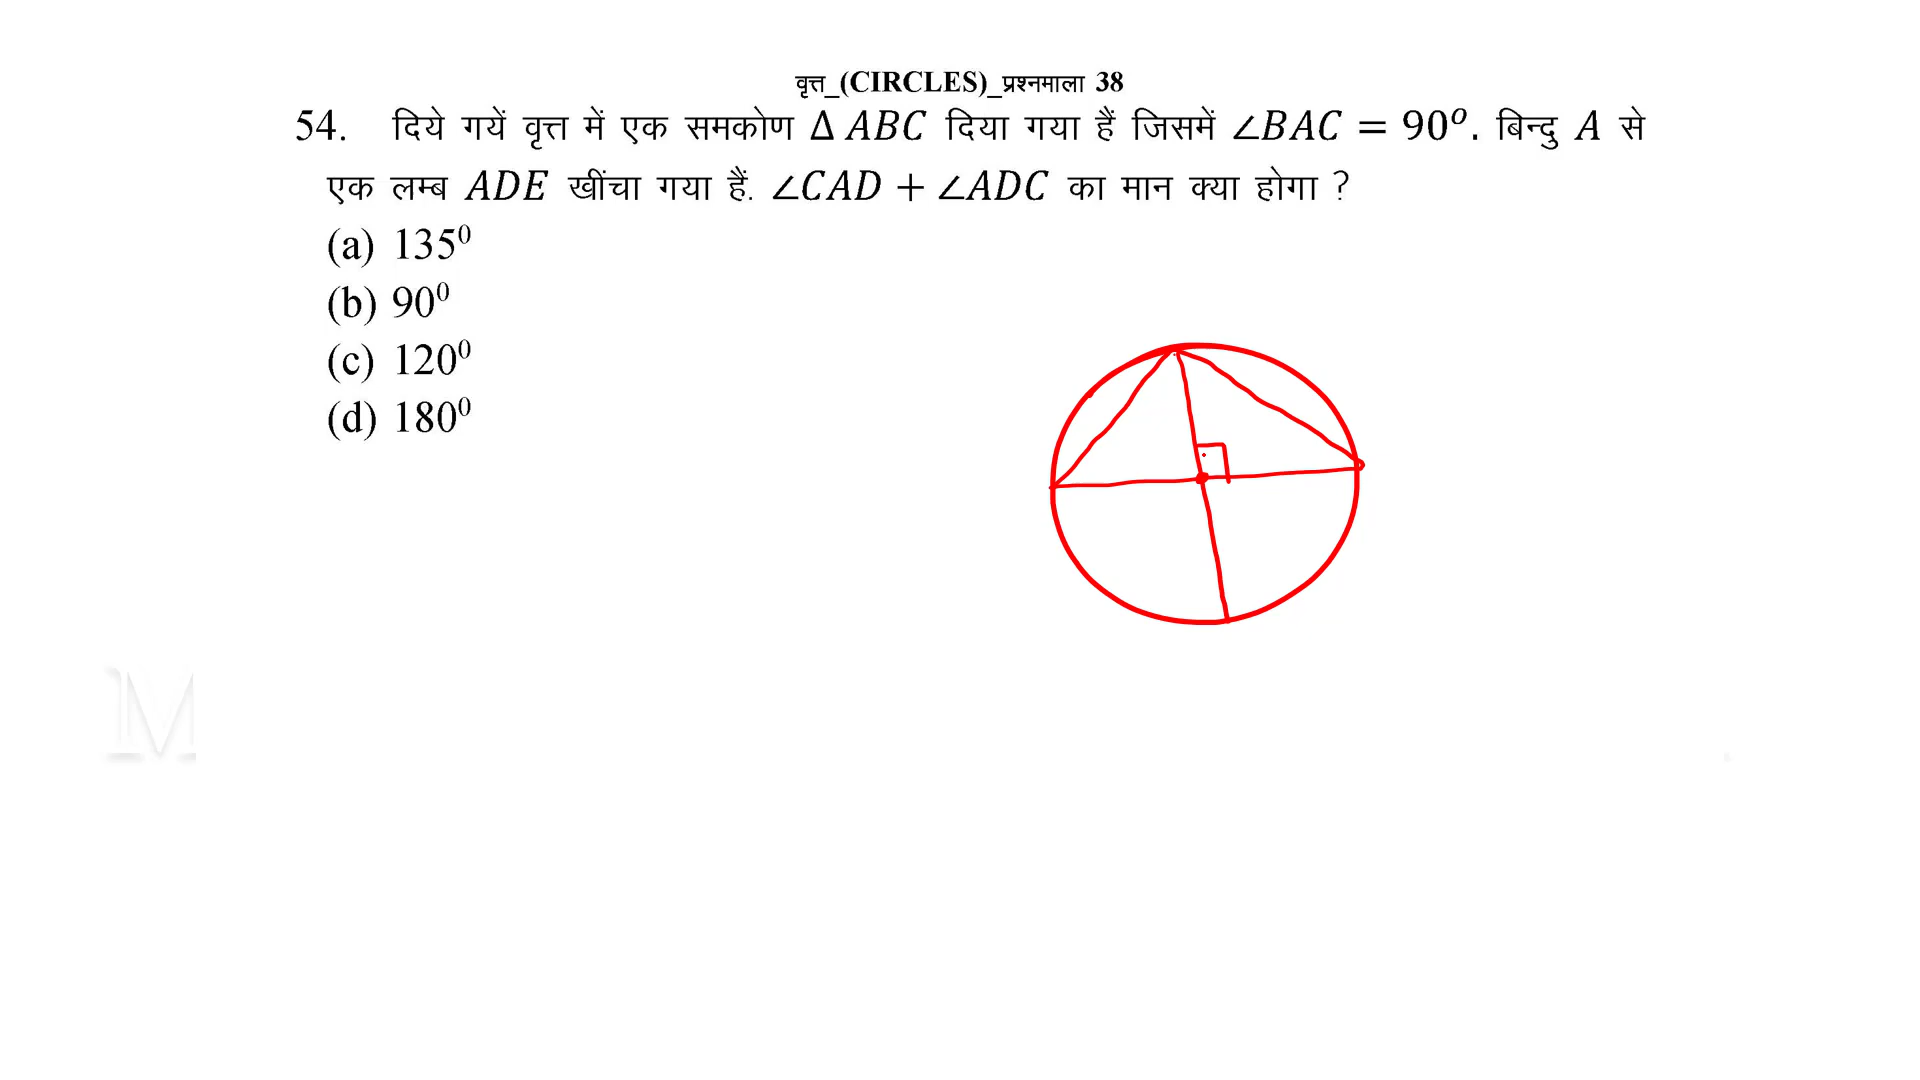 वृत्त_(CIRCLES)_प्रश्नमाला 38
54. दिये गयें वृत्त में एक समकोण Δ ABC दिया गया हैं जिसमें ∠BAC = 90°. बिन्दु A से
एक लम्ब ADE खींचा गया हैं. ∠CAD + ∠ADC का मान क्या होगा ?
(a) 135⁰
(b) 90⁰
(c) 120⁰
(d) 180⁰
M